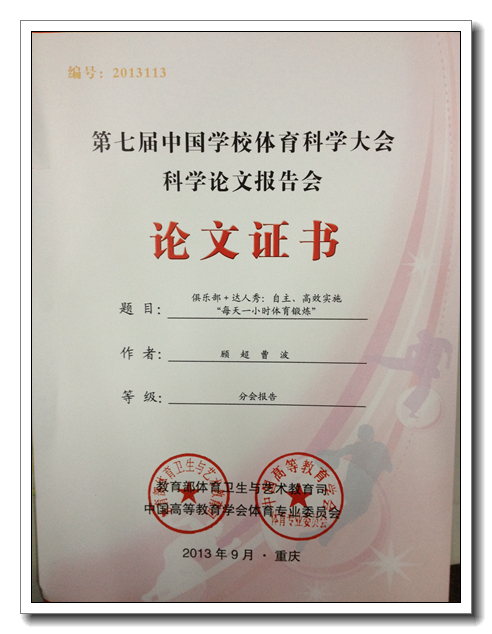 编号：2013113
第七届中国学校体育科学大会
科学论文报告会
论文证书
题目：俱乐部+达人秀：自主、高效实施
“每天一小时体育锻炼”
作者：顾超 曹波
等级：分会报告
教育部体育卫生与艺术教育司
中国高等教育学会体育专业委员会
2013年9月·重庆